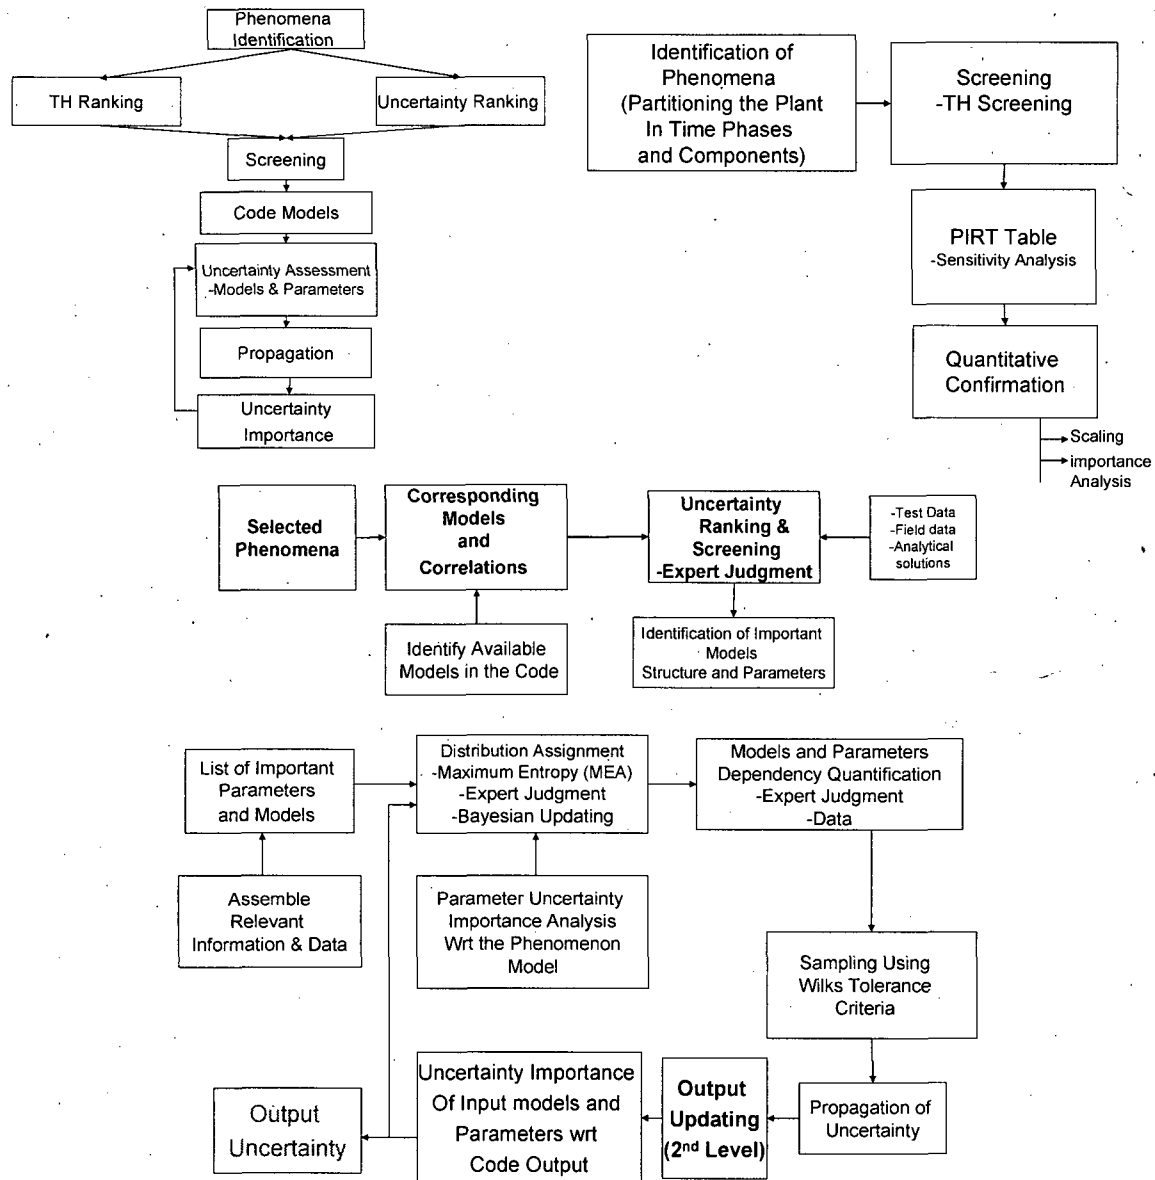 Phenomena
Identification
TH Ranking
Uncertainty Ranking
Screening
Code Models
Uncertainty Assessment
-Models & Parameters
Propagation
Uncertainty
Importance
Identification of
Phenomena
(Partitioning the Plant
In Time Phases
and Components)
Screening
-TH Screening
PIRT Table
-Sensitivity Analysis
Quantitative
Confirmation
Scaling
importance
Analysis
Selected
Phenomena
Corresponding
Models
and
Correlations
Uncertainty
Ranking &
Screening
-Expert Judgment
-Test Data
-Field data
-Analytical
solutions
Identify Available
Models in the Code
Identification of Important
Models
Structure and Parameters
List of Important
Parameters
and Models
Distribution Assignment
-Maximum Entropy (MEA)
-Expert Judgment
-Bayesian Updating
Models and Parameters
Dependency Quantification
-Expert Judgment
-Data
Assemble
Relevant
Information & Data
Parameter Uncertainty
Importance Analysis
Wrt the Phenomenon
Model
Sampling Using
Wilks Tolerance
Criteria
Output
Uncertainty
Uncertainty Importance
Of Input models and
Parameters wrt
Code Output
Output
Updating
(2nd Level)
Propagation of
Uncertainty